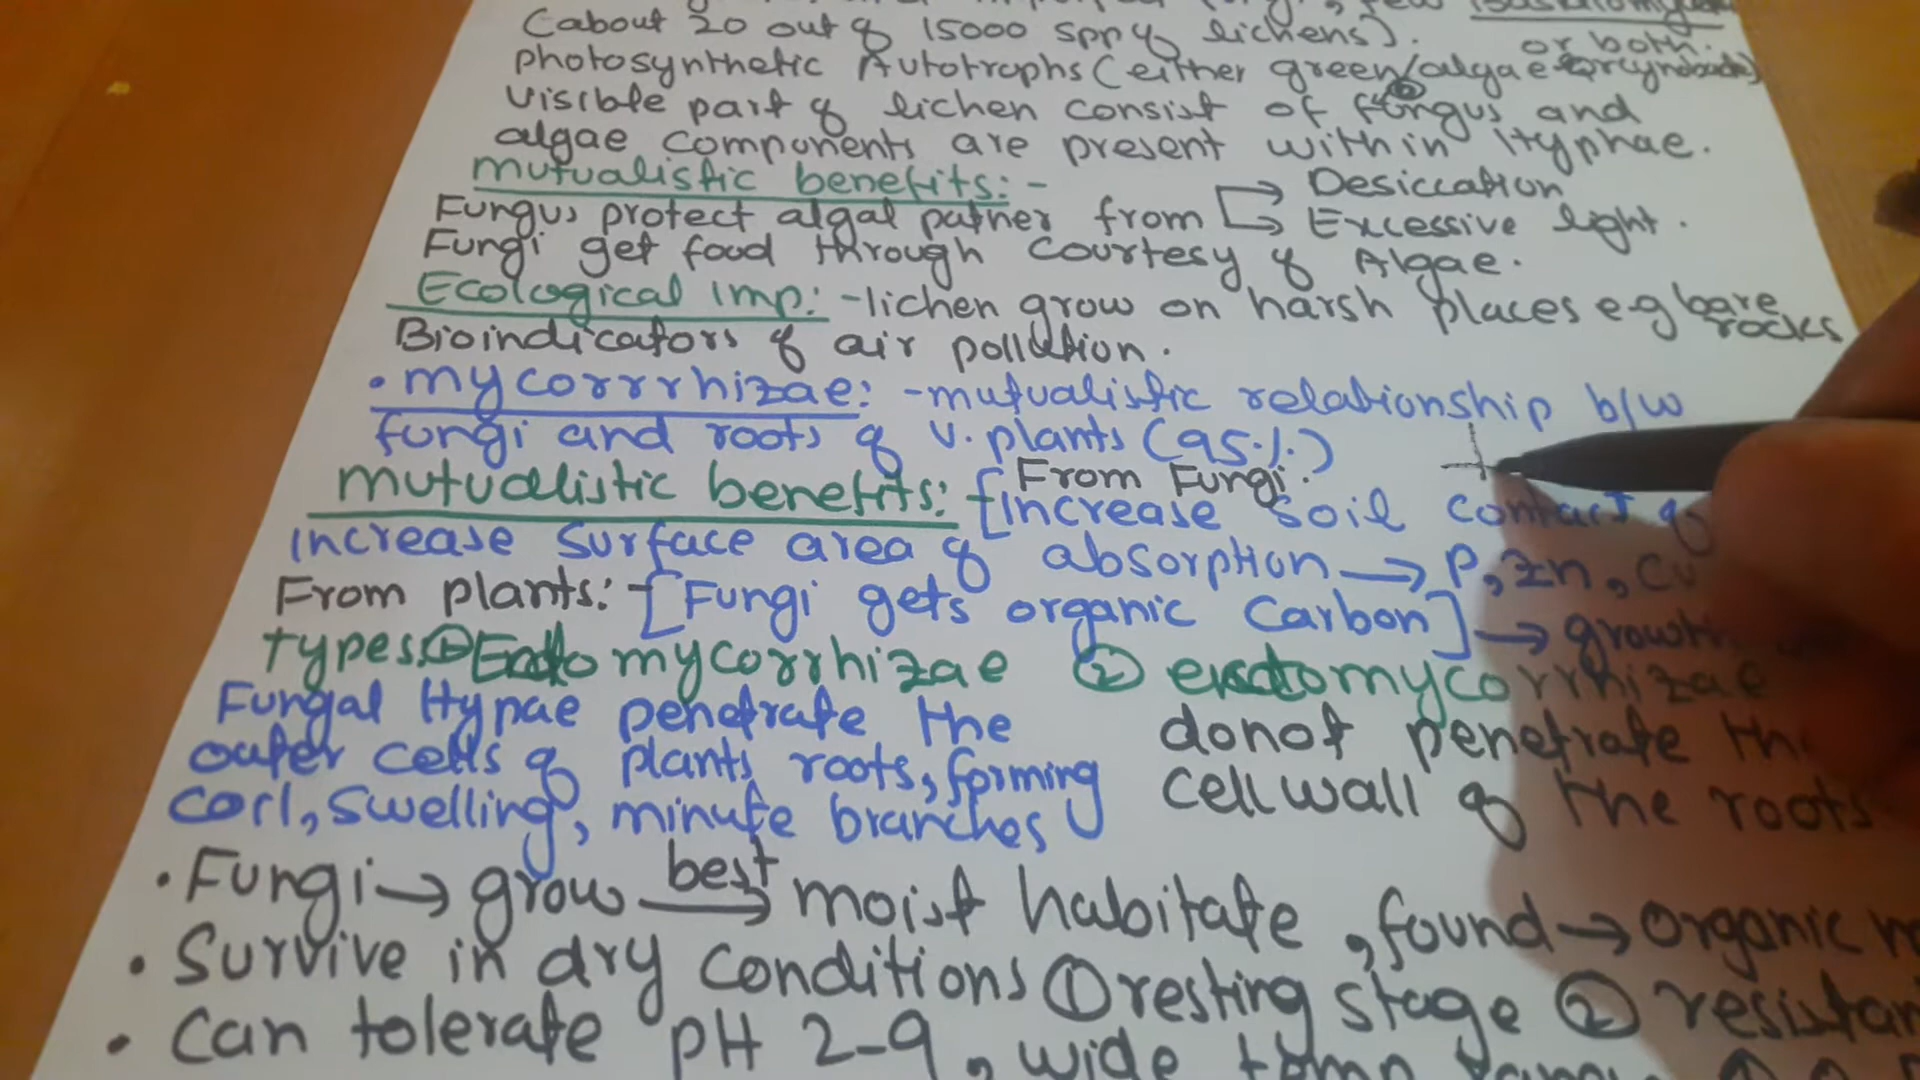 (about 20 out of 15000 spp of lichens).
or both.
photosynthetic Autotrophs (either green algae or
Visible part of lichen consist of fungus and
algae components are present within Hyphae.
mutualistic benefits:-
Desiccation
Fungus protect algal patner from Excessive light.
Fungi get food through courtesy of Algae.
Ecological imp:-lichen grow on harsh places e-g bare
rocks
Bioindicators of air pollution.
• mycorrrhizae: -mutualistic relationship b/w
fungi and roots of v. plants (95%)
From Fungi.
mutualistic benefits: -[Increase soil contact of
increase surface area of absorption → P, zn, cu
From plants:-[Fungi gets organic carbon] → growth
types: ① Endo mycorrhizae ② ectomycorrhizae
Fungal Hypae penetrate the
outer cells of plants roots, forming
coil, swelling, minute branches
donot penetrate the
cell wall of the roots
• Fungi → grow best → moist habitate, found → organic
• Survive in dry conditions ① resting stage ②
• Can tolerate pH 2-9, wide temp